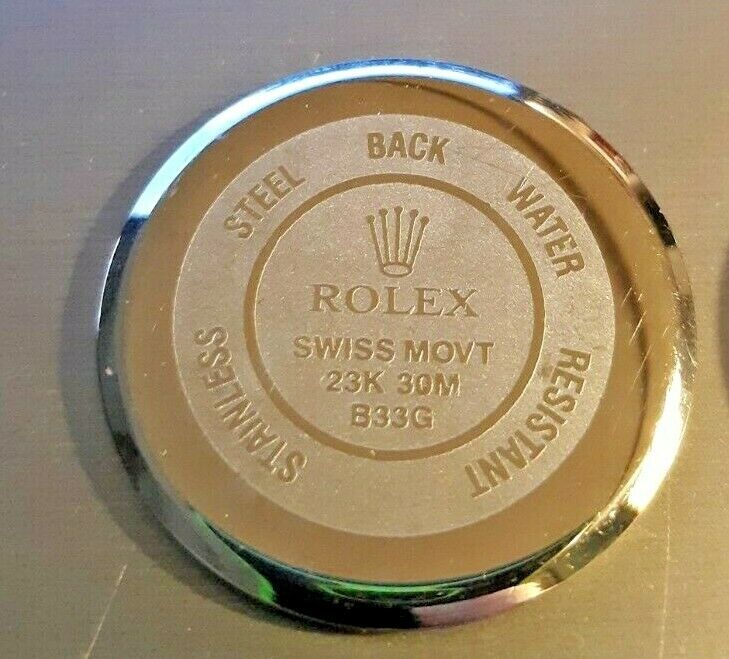 STAINLESS STEEL BACK WATER RESISTANT
ROLEX
SWISS MOVT
23K 30M
B33G